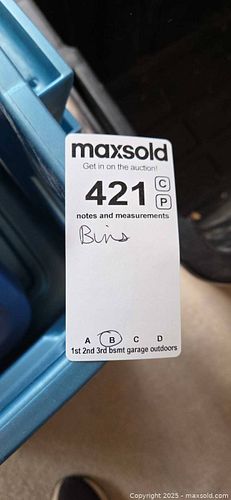 maxsold
Get in on the auction!
421 C
P
notes and measurements
Bins
A B C D
1st 2nd 3rd bsmt garage outdoors
Copyright 2025 - maxsold.com